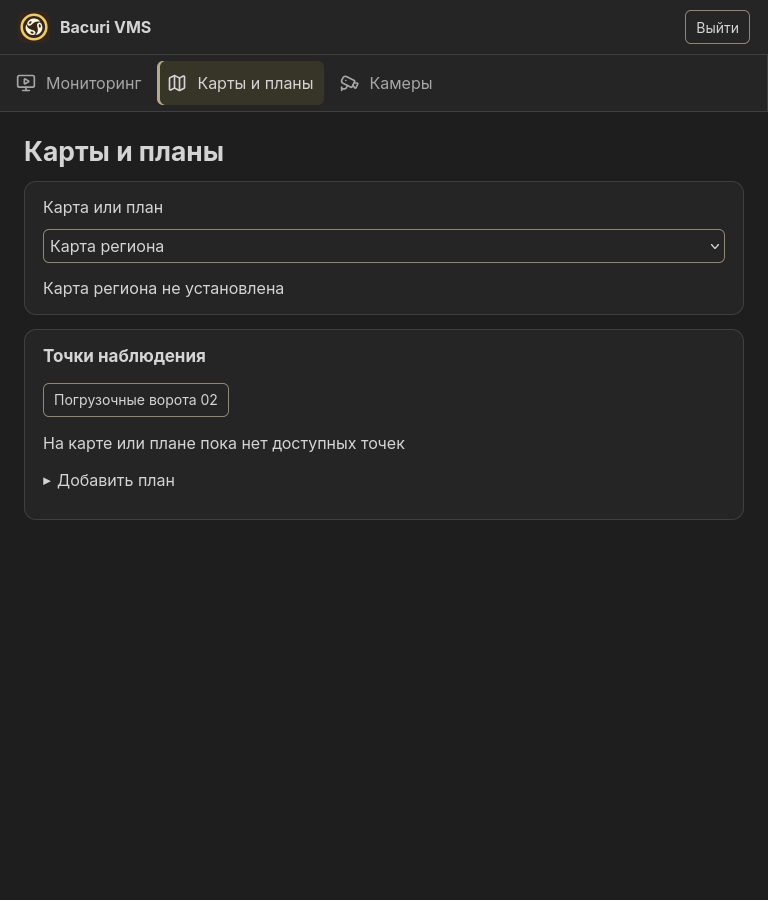 Bacuri VMS
Выйти
Мониторинг
Карты и планы
Камеры
Карты и планы
Карта или план
Карта региона
Карта региона не установлена
Точки наблюдения
Погрузочные ворота 02
На карте или плане пока нет доступных точек
Добавить план